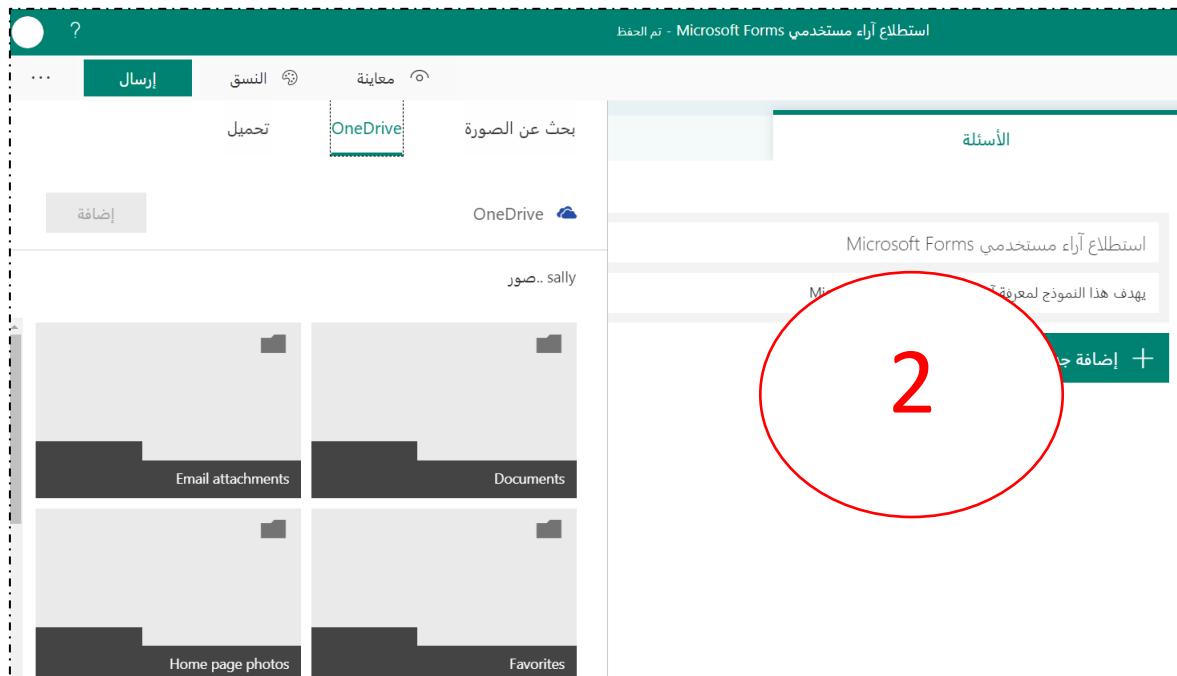 استطلاع آراء مستخدمي Microsoft Forms - تم الحفظ
?
معاينة
النسق
إرسال
...
الأسئلة
بحث عن الصورة
OneDrive
تحميل
OneDrive
إضافة
استطلاع آراء مستخدمي Microsoft Forms
sally ..صور
يهدف هذا النموذج لمعرفة
+ إضافة
2
Documents
Email attachments
Favorites
Home page photos